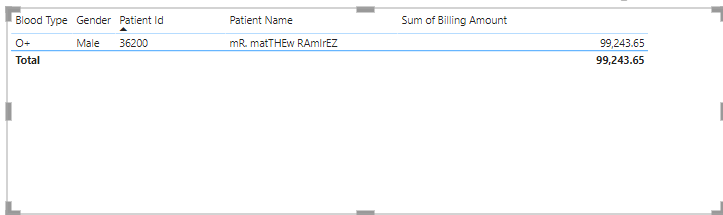 Blood Type Gender Patient Id Patient Name Sum of Billing Amount
O+ Male 36200 mR. matTHEw RAmIrEZ 99,243.65
Total 99,243.65